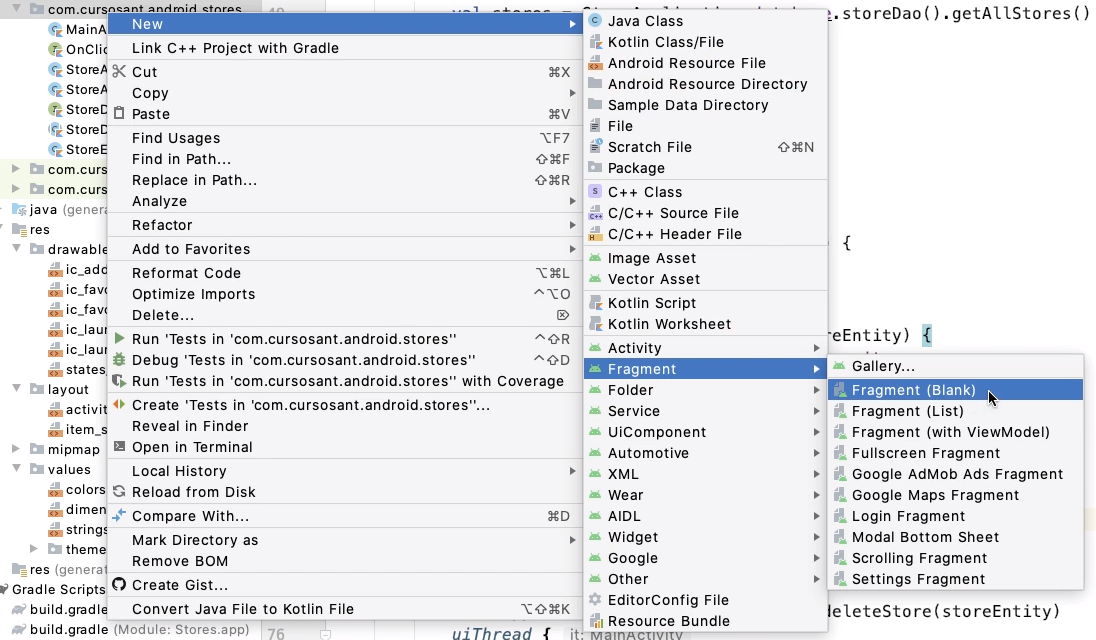 com.cursosant.android.stores
MainA
OnClic
StoreA
StoreA
StoreD
StoreD
StoreE
com.curs
com.curs
java (genera
res
drawable
ic_add
ic_favo
ic_favo
ic_laur
ic_laur
states
layout
activit
item_s
mipmap
values
colors
dimen
strings
theme
res (generat
Gradle Scripts
build.gradle
build.gradle (Module: Stores.app)
New
Link C++ Project with Gradle
Cut ⌘X
Copy
Paste ⌘V
Find Usages ⌥F7
Find in Path... ⇧⌘F
Replace in Path... ⇧⌘R
Analyze
Refactor
Add to Favorites
Reformat Code ⌥⌘L
Optimize Imports ^⌥O
Delete... ⌦
Run 'Tests in 'com.cursosant.android.stores'' ^⇧R
Debug 'Tests in 'com.cursosant.android.stores'' ^⇧D
Run 'Tests in 'com.cursosant.android.stores'' with Coverage
Create 'Tests in 'com.cursosant.android.stores''...
Reveal in Finder
Open in Terminal
Local History
Reload from Disk
Compare With... ⌘D
Mark Directory as
Remove BOM
Create Gist...
Convert Java File to Kotlin File ⌥⇧⌘K
Java Class
Kotlin Class/File
Android Resource File
Android Resource Directory
Sample Data Directory
File
Scratch File ⇧⌘N
Package
C++ Class
C/C++ Source File
C/C++ Header File
Image Asset
Vector Asset
Kotlin Script
Kotlin Worksheet
Activity
Fragment
Folder
Service
UiComponent
Automotive
XML
Wear
AIDL
Widget
Google
Other
EditorConfig File
Resource Bundle
Gallery...
Fragment (Blank)
Fragment (List)
Fragment (with ViewModel)
Fullscreen Fragment
Google AdMob Ads Fragment
Google Maps Fragment
Login Fragment
Modal Bottom Sheet
Scrolling Fragment
Settings Fragment
.storeDao().getAllStores()
{
reEntity) {
deleteStore(storeEntity)
76 uiThread { it: MainActivity